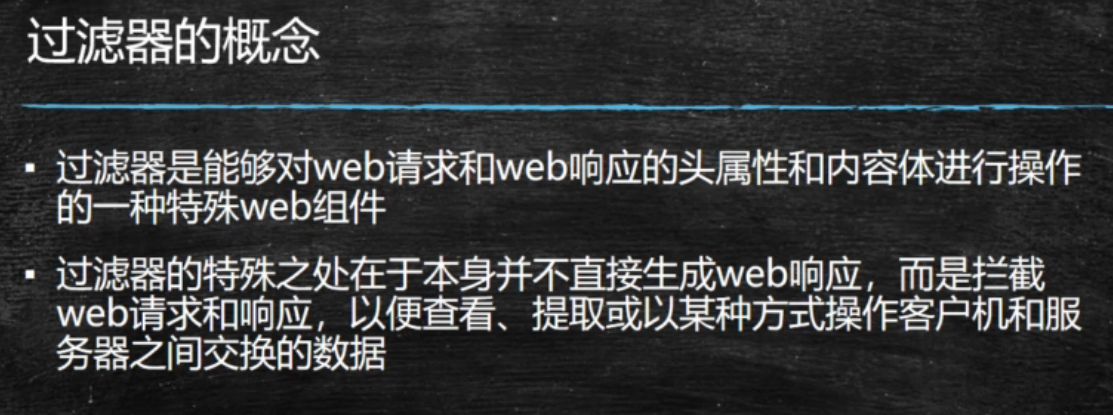 过滤器的概念
▪ 过滤器是能够对web请求和web响应的头属性和内容体进行操作
的一种特殊web组件
▪ 过滤器的特殊之处在于本身并不直接生成web响应，而是拦截
web请求和响应，以便查看、提取或以某种方式操作客户机和服
务器之间交换的数据